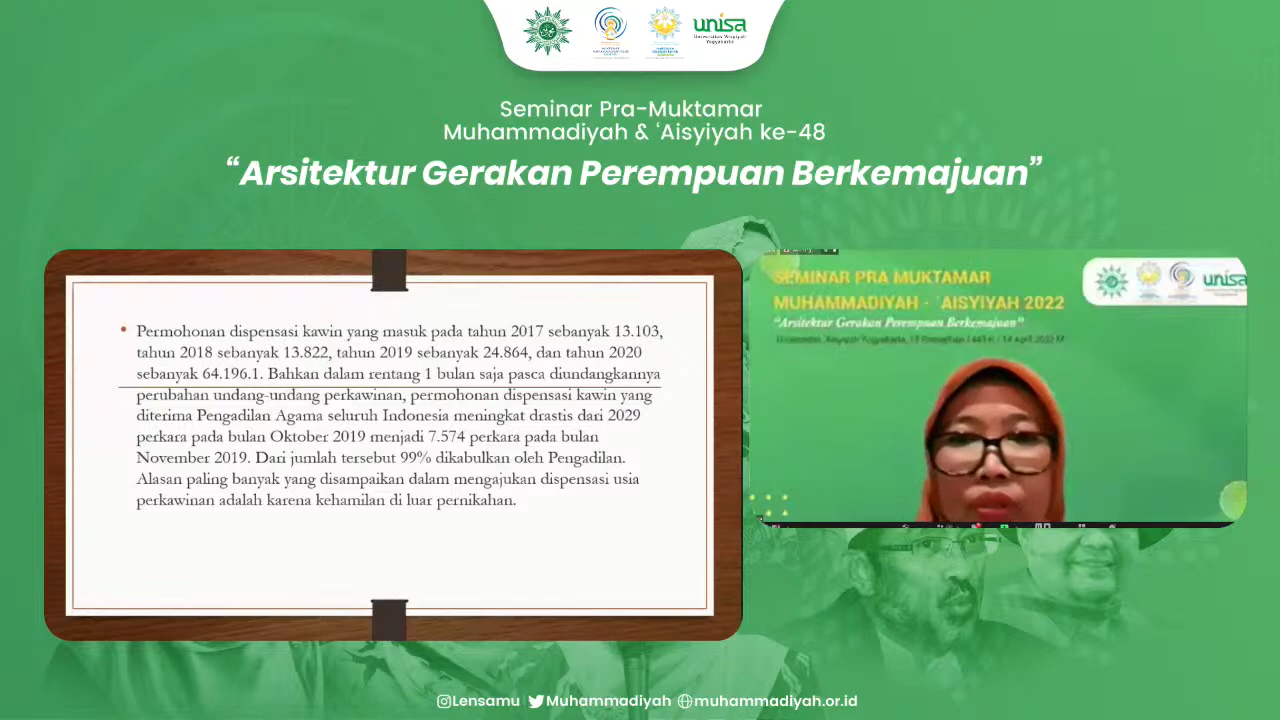 unisa
Universitas 'Aisyiyah
Yogyakarta
Seminar Pra-Muktamar
Muhammadiyah & 'Aisyiyah ke-48
"Arsitektur Gerakan Perempuan Berkemajuan"
• Permohonan dispensasi kawin yang masuk pada tahun 2017 sebanyak 13.103,
tahun 2018 sebanyak 13.822, tahun 2019 sebanyak 24.864, dan tahun 2020
sebanyak 64.196.1. Bahkan dalam rentang 1 bulan saja pasca diundangkannya
perubahan undang-undang perkawinan, permohonan dispensasi kawin yang
diterima Pengadilan Agama seluruh Indonesia meningkat drastis dari 2029
perkara pada bulan Oktober 2019 menjadi 7.574 perkara pada bulan
November 2019. Dari jumlah tersebut 99% dikabulkan oleh Pengadilan.
Alasan paling banyak yang disampaikan dalam mengajukan dispensasi usia
perkawinan adalah karena kehamilan di luar pernikahan.
SEMINAR PRA MUKTAMAR
MUHAMMADIYAH - 'AISYIYAH 2022
"Arsitektur Gerakan Perempuan Berkemajuan"
unisa
Lensamu Muhammadiyah muhammadiyah.or.id